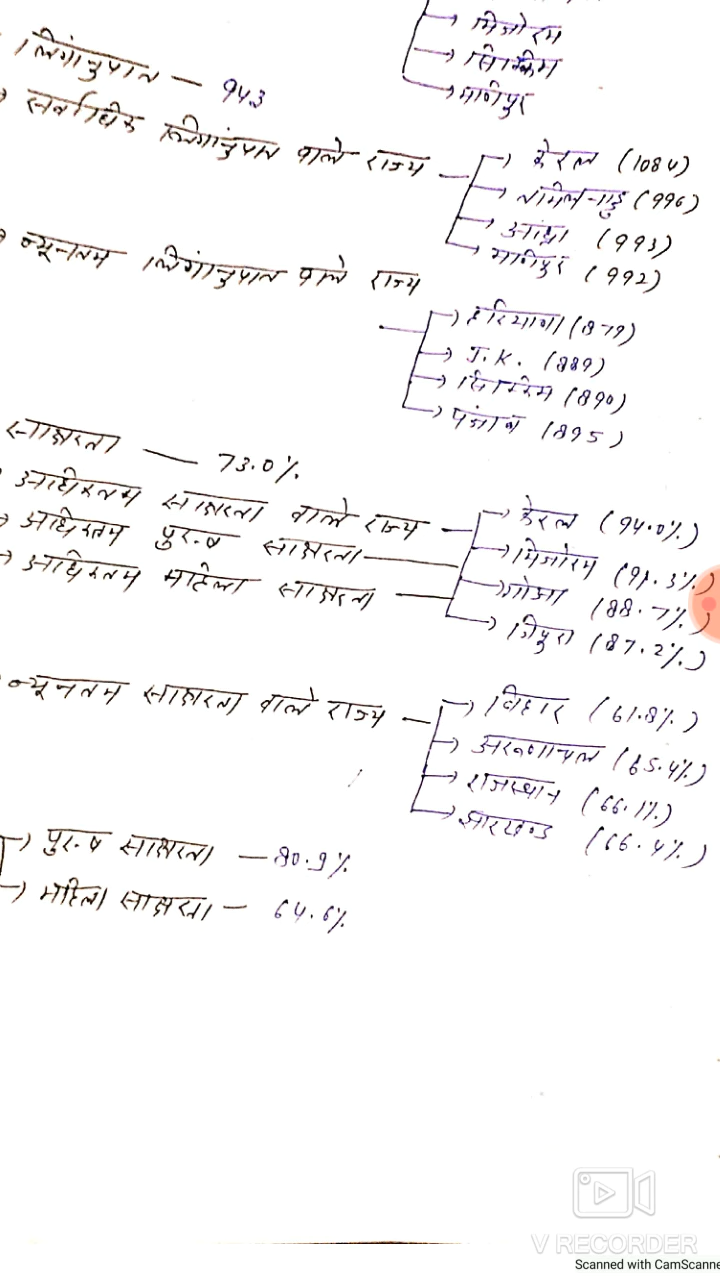 → मिजोरम
→ सिक्किम
→ मणिपुर
लिंगानुपात — 943
→ सर्वाधिक लिंगानुपात वाले राज्य — → केरल (1084)
→ तमिलनाडु (996)
→ आंध्रा (993)
→ मणिपुर (992)
→ न्यूनतम लिंगानुपात वाले राज्य
→ हरियाणा (879)
→ J.K. (889)
→ सिक्किम (890)
→ पंजाब (895)
साक्षरता — 73.0%
अधिकतम साक्षरता वाले राज्य — → केरल (94.0%)
→ अधिकतम पुरुष साक्षरता — → मिजोरम (91.3%)
→ अधिकतम महिला साक्षरता — → गोआ (88.7%)
→ त्रिपुरा (87.2%)
न्यूनतम साक्षरता वाले राज्य — → बिहार (61.8%)
→ अरुणाचल (65.4%)
→ राजस्थान (66.1%)
→ झारखण्ड (66.4%)
→ पुरुष साक्षरता — 80.9%
→ महिला साक्षरता — 64.6%
V RECORDER
Scanned with CamScanne